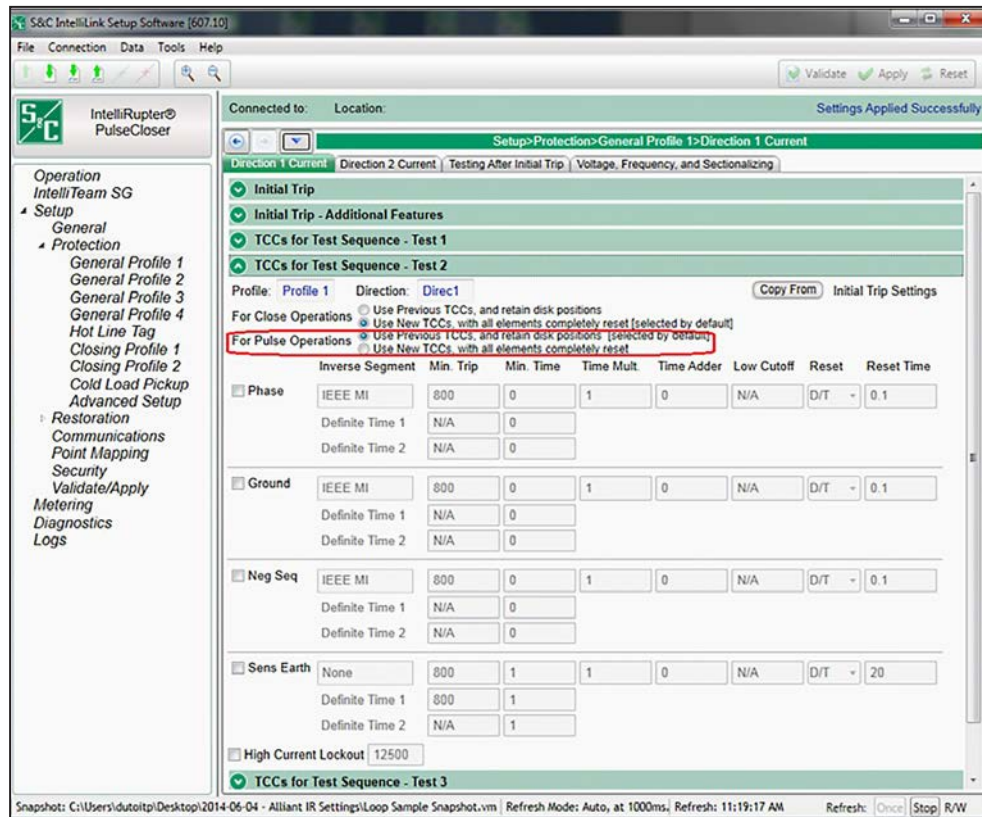 S&C IntelliLink Setup Software [607.10]
File Connection Data Tools Help
Validate Apply Reset
S&C
IntelliRupter®
PulseCloser
Connected to: Location: Settings Applied Successfully
Setup>Protection>General Profile 1>Direction 1 Current
Direction 1 Current Direction 2 Current Testing After Initial Trip Voltage, Frequency, and Sectionalizing
Operation
IntelliTeam SG
Setup
General
Protection
General Profile 1
General Profile 2
General Profile 3
General Profile 4
Hot Line Tag
Closing Profile 1
Closing Profile 2
Cold Load Pickup
Advanced Setup
Restoration
Communications
Point Mapping
Security
Validate/Apply
Metering
Diagnostics
Logs
Initial Trip
Initial Trip - Additional Features
TCCs for Test Sequence - Test 1
TCCs for Test Sequence - Test 2
Profile: Profile 1 Direction: Direc1 Copy From Initial Trip Settings
For Close Operations
Use Previous TCCs, and retain disk positions
Use New TCCs, with all elements completely reset [selected by default]
For Pulse Operations
Use Previous TCCs, and retain disk positions [selected by default]
Use New TCCs, with all elements completely reset
Inverse Segment Min. Trip Min. Time Time Mult. Time Adder Low Cutoff Reset Reset Time
Phase IEEE MI 800 0 1 0 N/A D/T 0.1
Definite Time 1 N/A 0
Definite Time 2 N/A 0
Ground IEEE MI 800 0 1 0 N/A D/T 0.1
Definite Time 1 N/A 0
Definite Time 2 N/A 0
Neg Seq IEEE MI 800 0 1 0 N/A D/T 0.1
Definite Time 1 N/A 0
Definite Time 2 N/A 0
Sens Earth None 800 1 1 0 N/A D/T 20
Definite Time 1 800 1
Definite Time 2 N/A 1
High Current Lockout 12500
TCCs for Test Sequence - Test 3
Snapshot: C:\Users\dutoitp\Desktop\2014-06-04 - Alliant IR Settings\Loop Sample Snapshot.vm Refresh Mode: Auto, at 1000ms. Refresh: 11:19:17 AM Refresh: Once Stop R/W